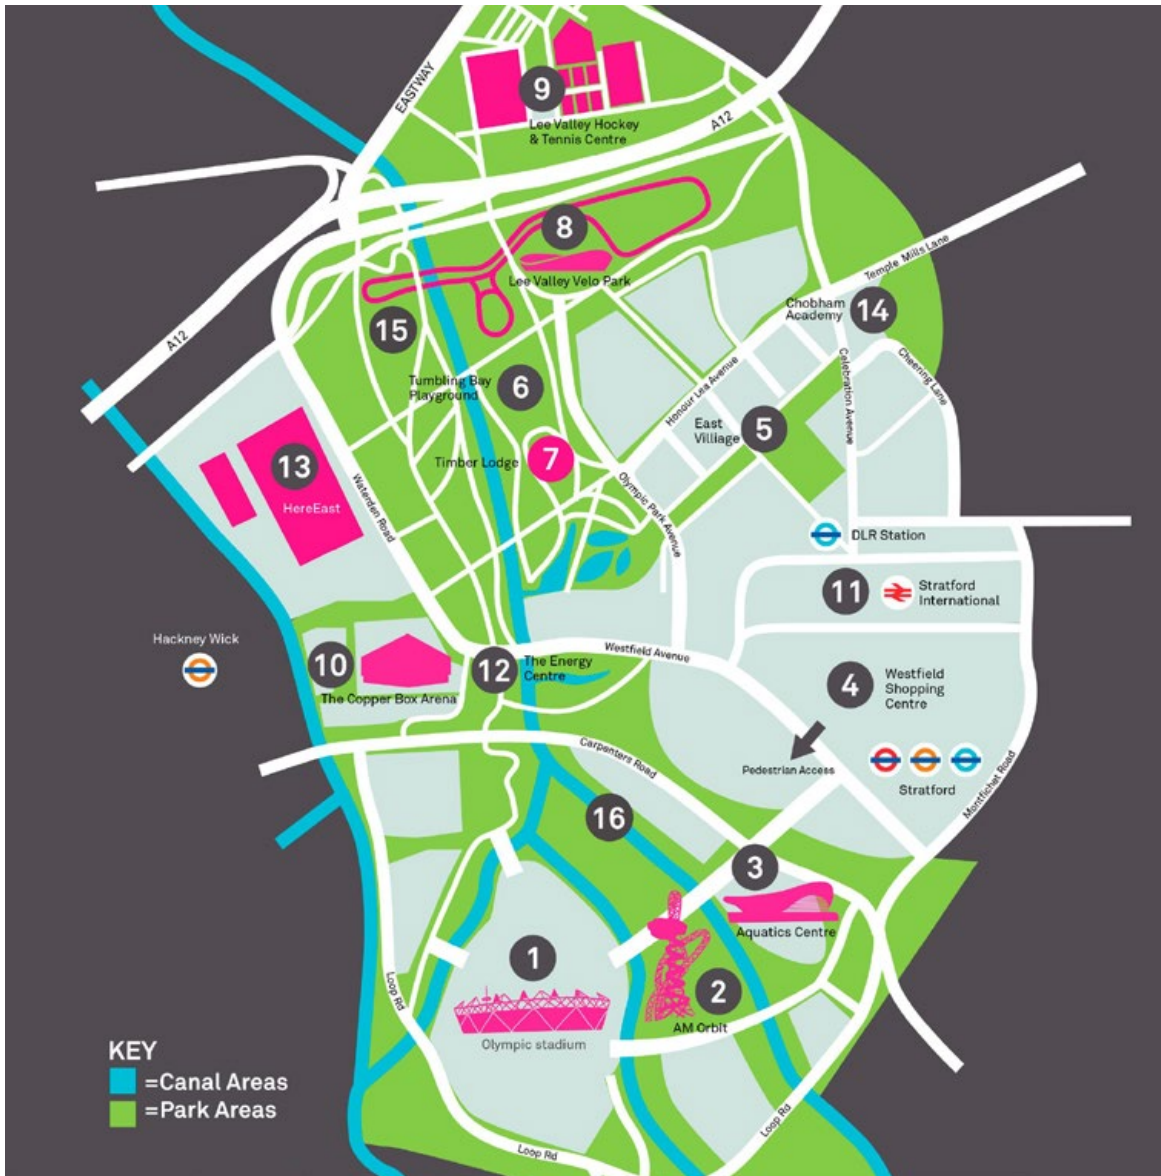 EASTWAY
9
Lee Valley Hockey
& Tennis Centre
A12
8
Lee Valley Velo Park
Temple Mills Lane
Chobham
Academy
14
A12
15
Tumbling Bay
Playground
6
Honour Lea Avenue
Celebration Avenue
Cheering Lane
East
Villiage
5
13
HereEast
Timber Lodge
7
Waterden Road
Olympic Park Avenue
DLR Station
11
Stratford
International
Hackney Wick
10
The Copper Box Arena
12
The Energy
Centre
Westfield Avenue
4
Westfield
Shopping
Centre
Pedestrian Access
Stratford
Montfichet Road
Carpenters Road
16
3
Aquatics Centre
1
Olympic stadium
2
AM Orbit
Loop Rd
Loop Rd
Loop Rd
KEY
=Canal Areas
=Park Areas